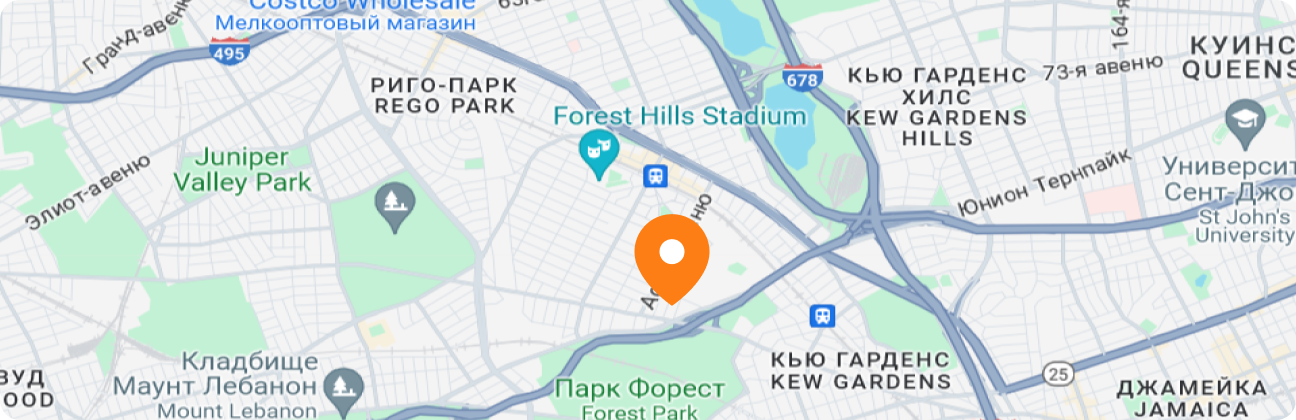 Costco Wholesale
Мелкооптовый магазин
Гранд-авеню
495
РИГО-ПАРК
REGO PARK
Forest Hills Stadium
678
КЬЮ ГАРДЕНС
ХИЛС
KEW GARDENS
HILLS
73-я авеню
164-я
КУИНС
QUEENS
Juniper
Valley Park
Элиот-авеню
Юнион Тернпайк
Университ
Сент-Джо
St John's
University
Кладбище
Маунт Лебанон
Mount Lebanon
ВУД
OOD
Парк Форест
Forest Park
КЬЮ ГАРДЕНС
KEW GARDENS
25
ДЖАМЕЙКА
JAMAICA